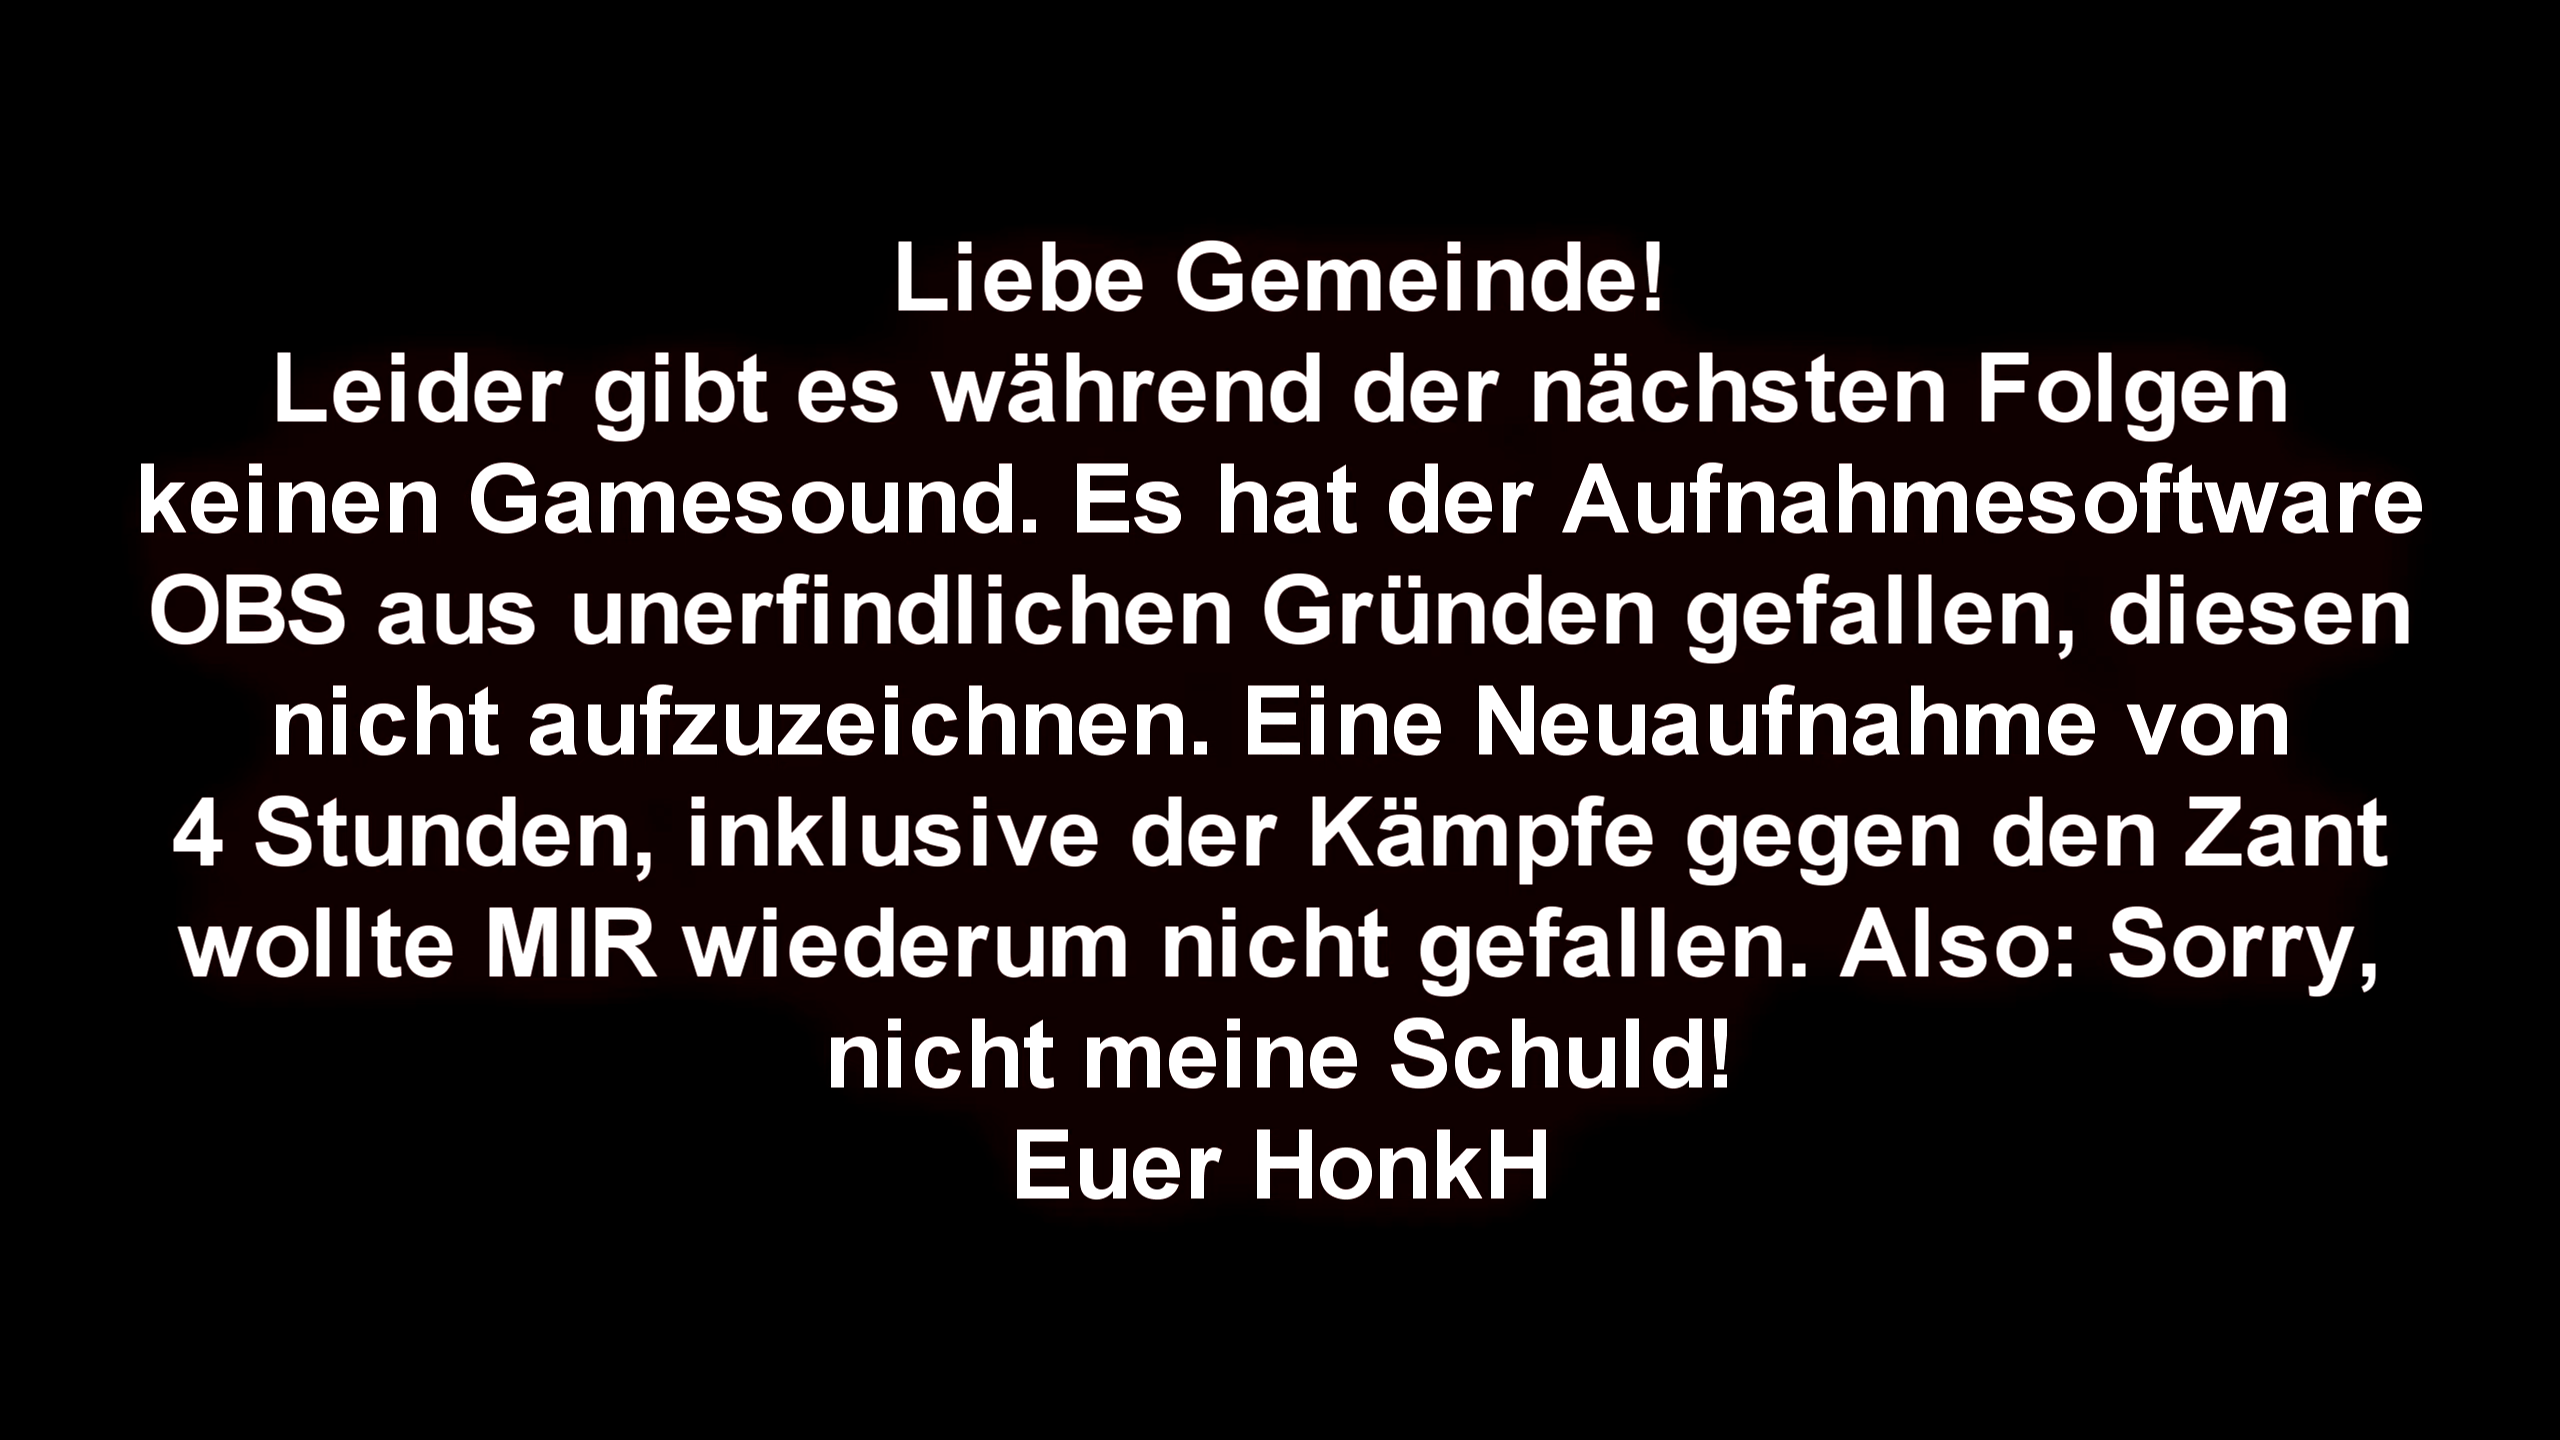 Liebe Gemeinde!
Leider gibt es während der nächsten Folgen
keinen Gamesound. Es hat der Aufnahmesoftware
OBS aus unerfindlichen Gründen gefallen, diesen
nicht aufzuzeichnen. Eine Neuaufnahme von
4 Stunden, inklusive der Kämpfe gegen den Zant
wollte MIR wiederum nicht gefallen. Also: Sorry,
nicht meine Schuld!
Euer HonkH